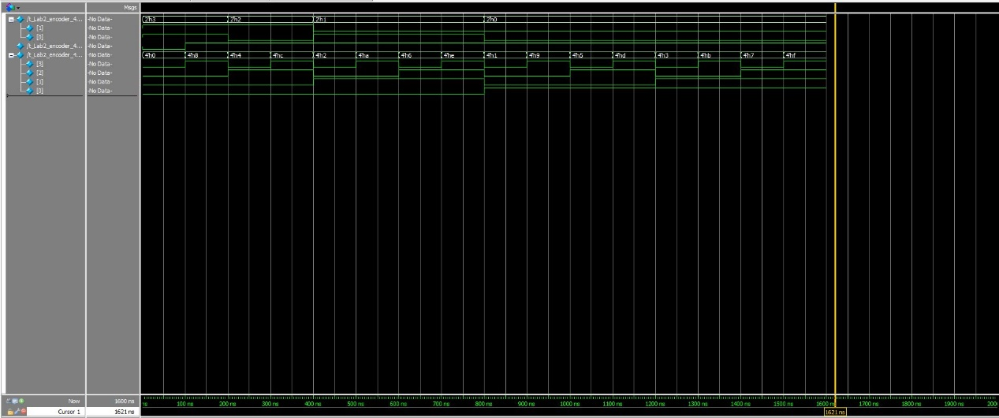 Msgs
/t_Lab2_encoder_4... -No Data- 2'h3 2'h2 2'h1 2'h0
[1] -No Data-
[0] -No Data-
/t_Lab2_encoder_4... -No Data-
/t_Lab2_encoder_4... -No Data- 4'h0 4'h8 4'h4 4'hc 4'h2 4'ha 4'h6 4'he 4'h1 4'h9 4'h5 4'hd 4'h3 4'hb 4'h7 4'hf
[3] -No Data-
[2] -No Data-
[1] -No Data-
[0] -No Data-
Now 1600 ns ns 100 ns 200 ns 300 ns 400 ns 500 ns 600 ns 700 ns 800 ns 900 ns 1000 ns 1100 ns 1200 ns 1300 ns 1400 ns 1500 ns 1600 ns 1700 ns 1800 ns 1900 ns 200
Cursor 1 1621 ns 1621 ns